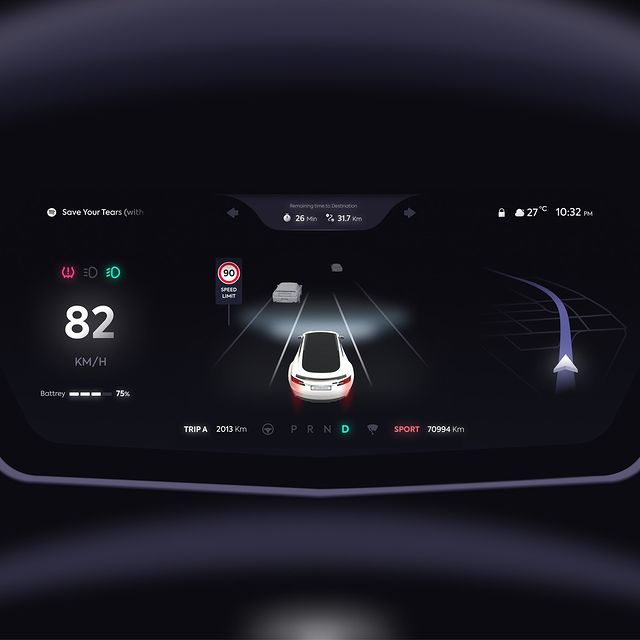 Save Your Tears (with
Remaining time to Destination
26 Min 31.7 Km
27 °C 10:32 PM
90
SPEED
LIMIT
82
KM/H
Battrey 75%
TRIP A 2013 Km P R N D SPORT 70994 Km